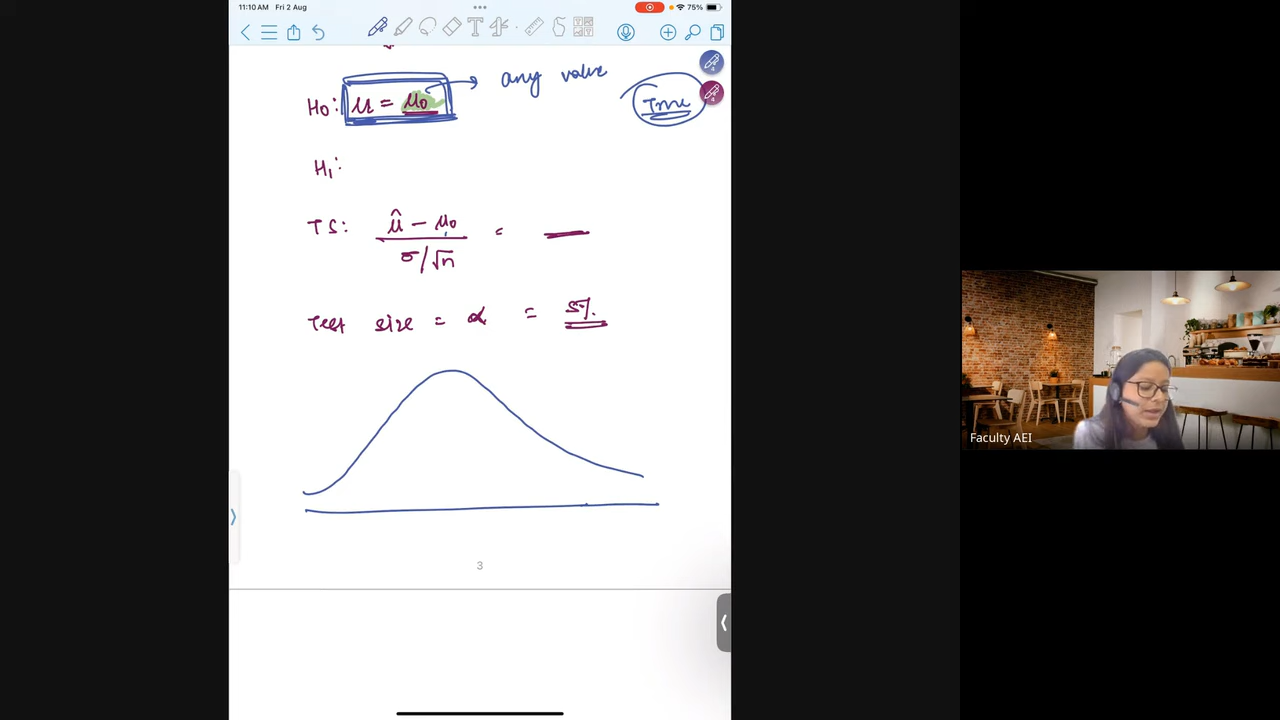 11:10 AM Fri 2 Aug
75%
any value
H0: μ = μ0
True
H1:
TS: μ̂ − μ0 / σ/√n =
Test size = α = 5%
3
Faculty AEI